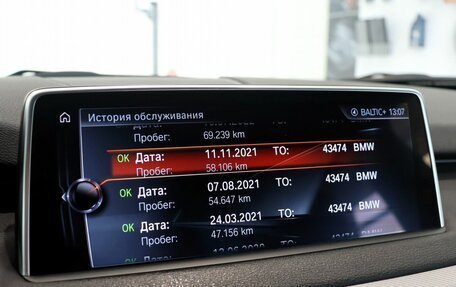 История обслуживания BALTIC+ 13:07
Дата:
Пробег: 69.239 km
OK Дата: 11.11.2021 ТО: 43474 BMW
Пробег: 58.106 km
OK Дата: 07.08.2021 ТО: 43474 BMW
Пробег: 54.647 km
OK Дата: 24.03.2021 ТО: 43474 BMW
Пробег: 47.156 km